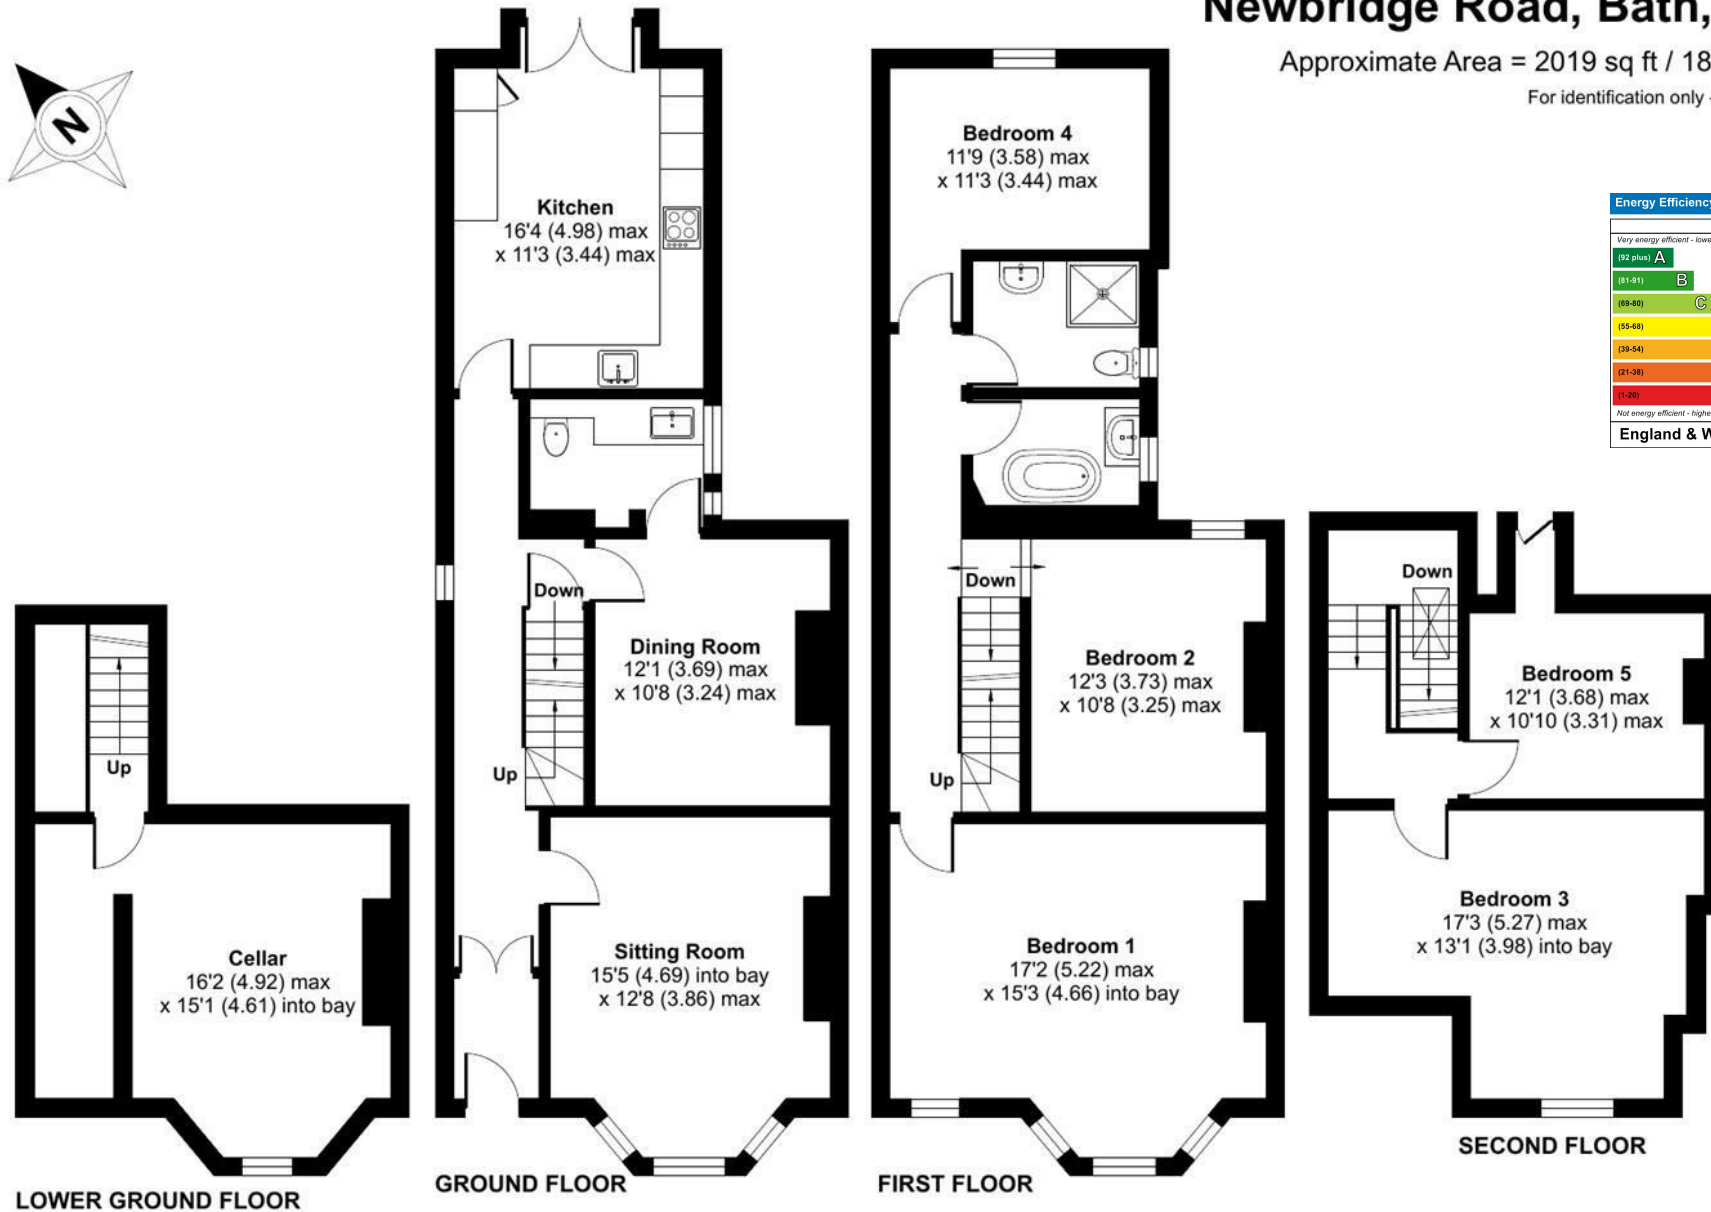 Newbridge Road, Bath,
Approximate Area = 2019 sq ft / 18
For identification only -
N
Energy Efficiency
Very energy efficient - lowe
(92 plus) A
(81-91) B
(69-80) C
(55-68)
(39-54)
(21-38)
(1-20)
Not energy efficient - highe
England & W
Kitchen
16'4 (4.98) max
x 11'3 (3.44) max
Down
Dining Room
12'1 (3.69) max
x 10'8 (3.24) max
Up
Sitting Room
15'5 (4.69) into bay
x 12'8 (3.86) max
GROUND FLOOR
Bedroom 4
11'9 (3.58) max
x 11'3 (3.44) max
Down
Bedroom 2
12'3 (3.73) max
x 10'8 (3.25) max
Up
Bedroom 1
17'2 (5.22) max
x 15'3 (4.66) into bay
FIRST FLOOR
Down
Bedroom 5
12'1 (3.68) max
x 10'10 (3.31) max
Bedroom 3
17'3 (5.27) max
x 13'1 (3.98) into bay
SECOND FLOOR
Up
Cellar
16'2 (4.92) max
x 15'1 (4.61) into bay
LOWER GROUND FLOOR